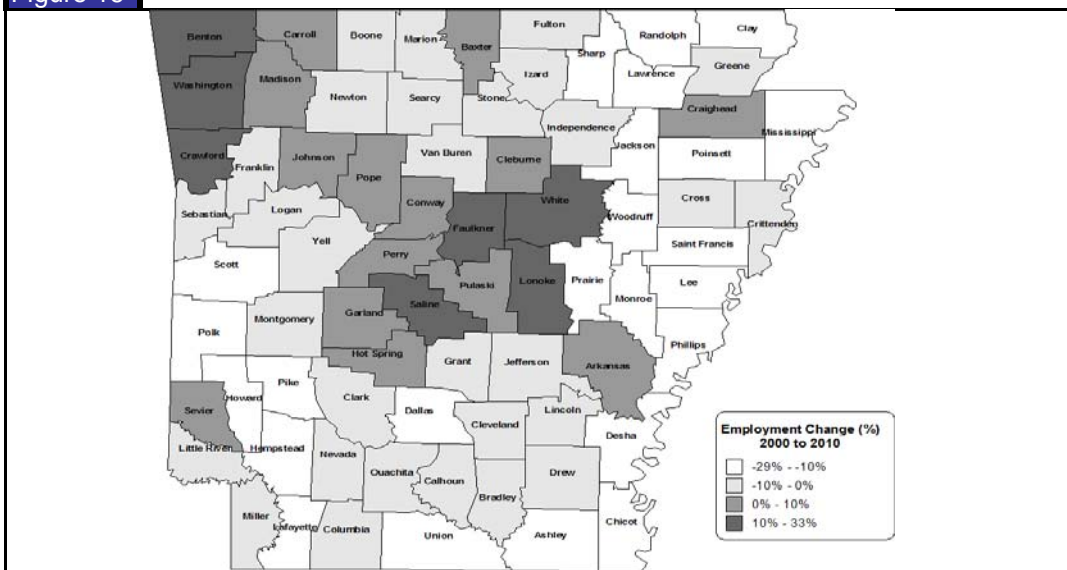 Benton
Carroll
Boone
Marion
Baxter
Fulton
Sharp
Randolph
Clay
Washington
Madison
Newton
Searcy
Stone
Izard
Lawrence
Greene
Independence
Craighead
Mississippi
Crawford
Franklin
Johnson
Pope
Van Buren
Cleburne
Jackson
Poinsett
Sebastian
Logan
Conway
Faulkner
White
Woodruff
Cross
Crittenden
Yell
Scott
Perry
Pulaski
Lonoke
Prairie
Saint Francis
Monroe
Lee
Saline
Garland
Montgomery
Polk
Phillips
Hot Spring
Grant
Jefferson
Arkansas
Pike
Howard
Sevier
Clark
Dallas
Lincoln
Cleveland
Desha
Little River
Hempstead
Nevada
Ouachita
Calhoun
Bradley
Drew
Miller
Lafayette
Columbia
Union
Ashley
Chicot
Employment Change (%)
2000 to 2010
-29% - -10%
-10% - 0%
0% - 10%
10% - 33%